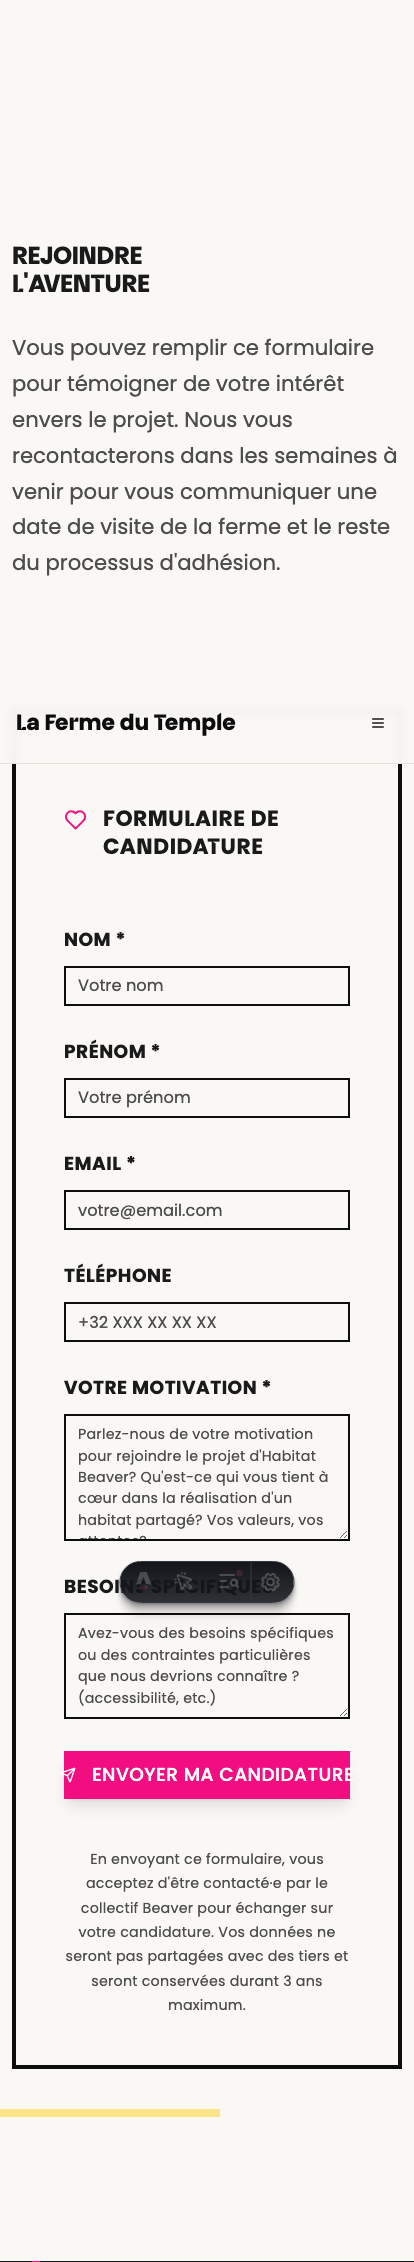 REJOINDRE
L'AVENTURE
Vous pouvez remplir ce formulaire
pour témoigner de votre intérêt
envers le projet. Nous vous
recontacterons dans les semaines à
venir pour vous communiquer une
date de visite de la ferme et le reste
du processus d'adhésion.
La Ferme du Temple
FORMULAIRE DE
CANDIDATURE
NOM *
Votre nom
PRÉNOM *
Votre prénom
EMAIL *
votre@email.com
TÉLÉPHONE
+32 XXX XX XX XX
VOTRE MOTIVATION *
Parlez-nous de votre motivation
pour rejoindre le projet d'Habitat
Beaver? Qu'est-ce qui vous tient à
cœur dans la réalisation d'un
habitat partagé? Vos valeurs, vos
attentes?
BESOINS SPÉCIFIQUES
Avez-vous des besoins spécifiques
ou des contraintes particulières
que nous devrions connaître ?
(accessibilité, etc.)
ENVOYER MA CANDIDATURE
En envoyant ce formulaire, vous
acceptez d'être contacté·e par le
collectif Beaver pour échanger sur
votre candidature. Vos données ne
seront pas partagées avec des tiers et
seront conservées durant 3 ans
maximum.